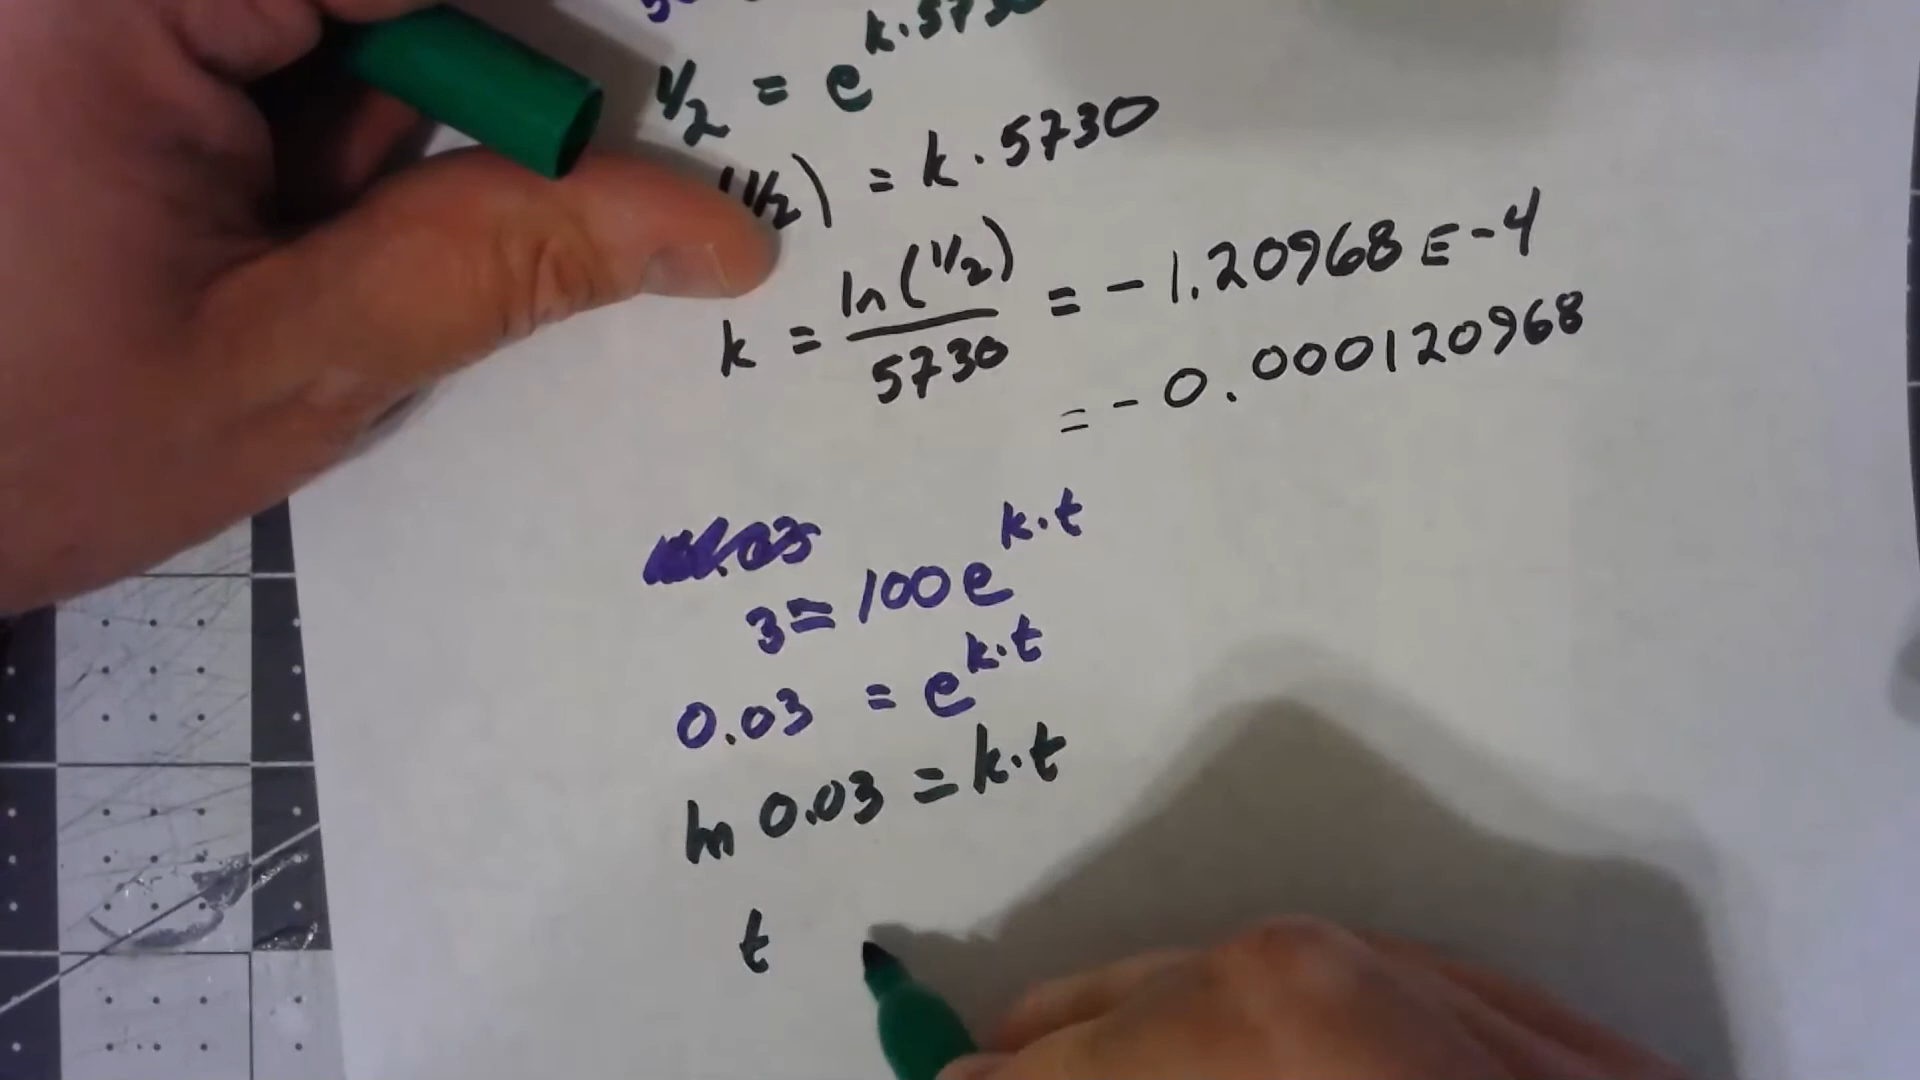 1/2 = e^k·5730
(1/2) = k·5730
k = ln(1/2)/5730 = -1.20968 E-4
= -0.000120968
3 = 100e^k·t
0.03 = e^k·t
ln 0.03 = k·t
t